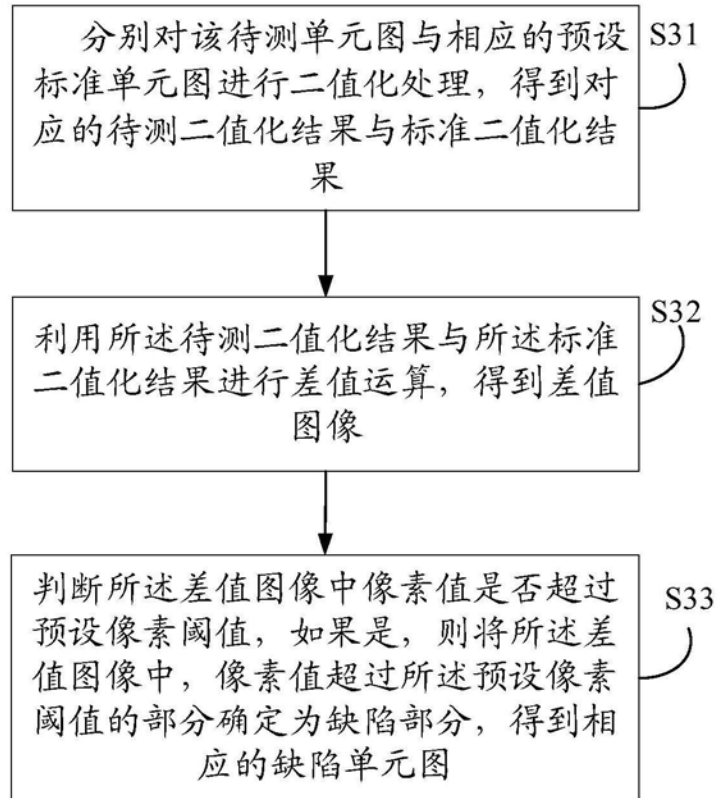 分别对该待测单元图与相应的预设
标准单元图进行二值化处理，得到对
应的待测二值化结果与标准二值化结
果
S31
利用所述待测二值化结果与所述标准
二值化结果进行差值运算，得到差值
图像
S32
判断所述差值图像中像素值是否超过
预设像素阈值，如果是，则将所述差
值图像中，像素值超过所述预设像素
阈值的部分确定为缺陷部分，得到相
应的缺陷单元图
S33